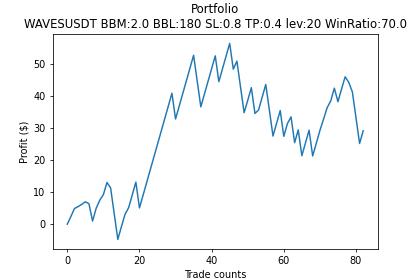 Portfolio
WAVESUSDT BBM:2.0 BBL:180 SL:0.8 TP:0.4 lev:20 WinRatio:70.0
Profit ($)
50
40
30
20
10
0
0 20 40 60 80
Trade counts